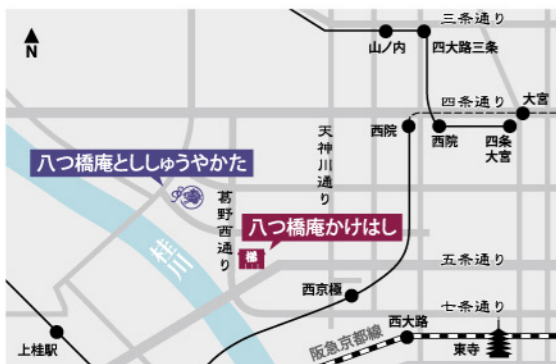 三条通り
N
山ノ内
四大路三条
四条通り
大宮
西院
西院
四条
大宮
天神川通り
八つ橋庵とししゅうやかた
葛野西通り
八つ橋庵かけはし
桂川
五条通り
西京極
七条通り
西大路
阪急京都線
東寺
上桂駅